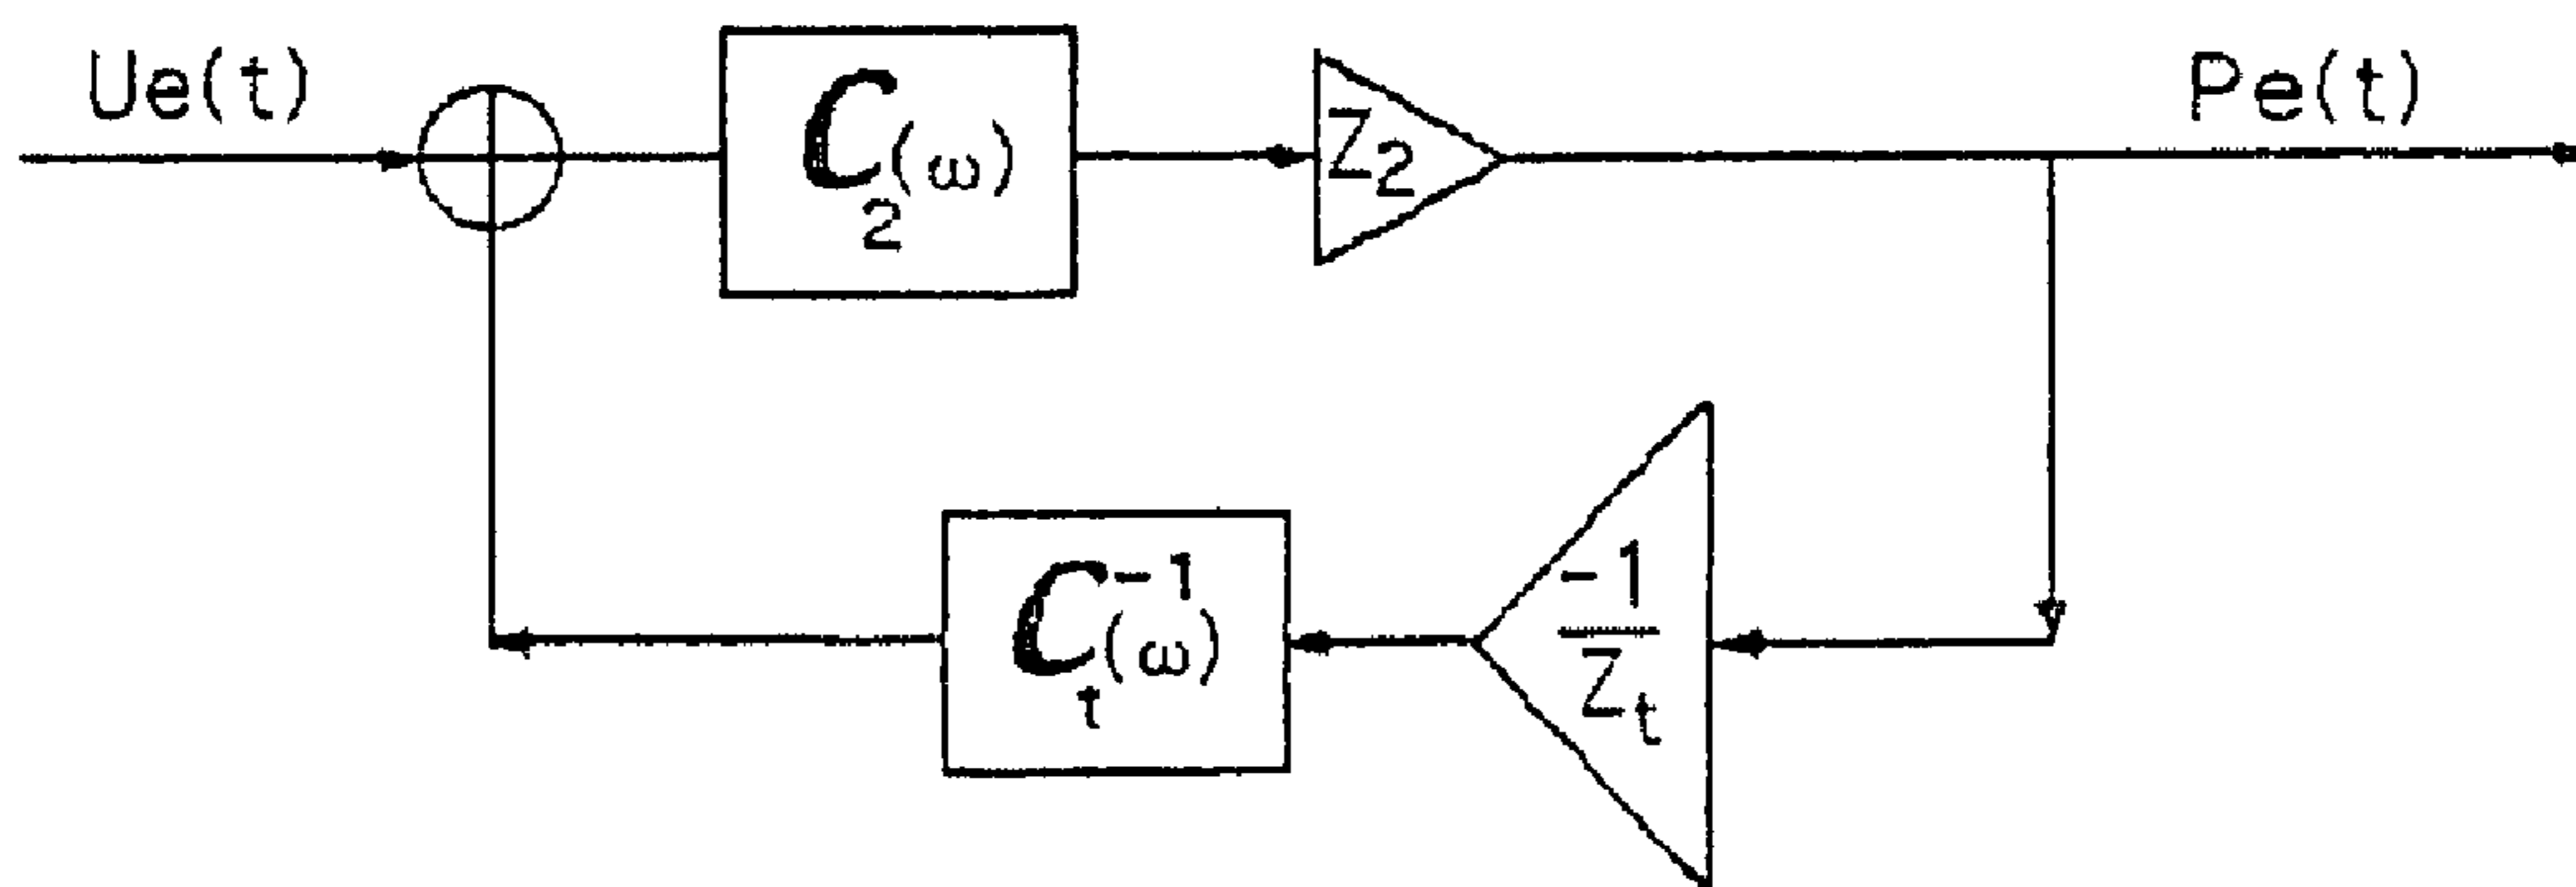 Ue(t)
C₂(ω)
Z₂
Pe(t)
Cₜ⁻¹(ω)
-1
Zₜ